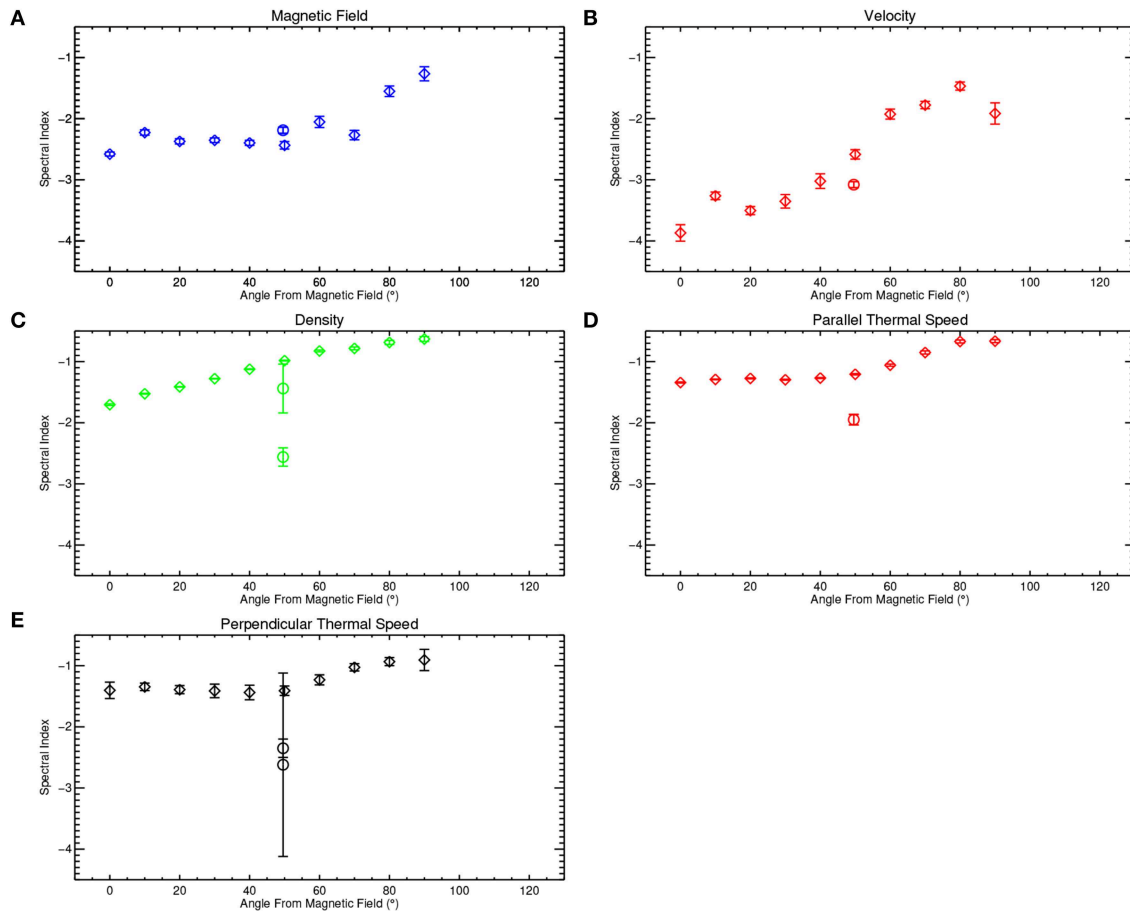 A
Magnetic Field
Spectral Index
−1
−2
−3
−4
0 20 40 60 80 100 120
Angle From Magnetic Field (°)
B
Velocity
Spectral Index
−1
−2
−3
−4
0 20 40 60 80 100 120
Angle From Magnetic Field (°)
C
Density
Spectral Index
−1
−2
−3
−4
0 20 40 60 80 100 120
Angle From Magnetic Field (°)
D
Parallel Thermal Speed
Spectral Index
−1
−2
−3
−4
0 20 40 60 80 100 120
Angle From Magnetic Field (°)
E
Perpendicular Thermal Speed
Spectral Index
−1
−2
−3
−4
0 20 40 60 80 100 120
Angle From Magnetic Field (°)